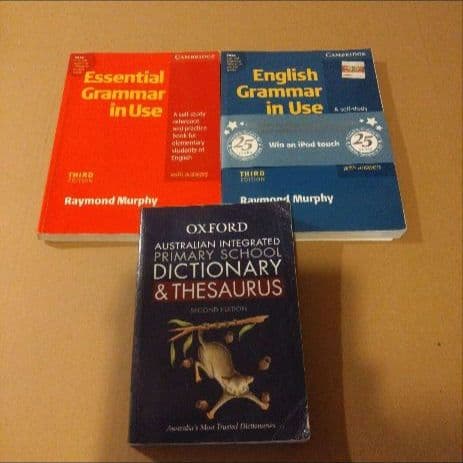 CAMBRIDGE
Essential
Grammar
in Use
A self-study
reference
and practice
book for
elementary
students of
English
THIRD
EDITION
with answers
Raymond Murphy
CAMBRIDGE
English
Grammar
in Use
A self-study
25
Win an iPod touch
25
with answers
THIRD
EDITION
Raymond Murphy
OXFORD
AUSTRALIAN INTEGRATED
PRIMARY SCHOOL
DICTIONARY
& THESAURUS
SECOND EDITION
Australia's Most Trusted Dictionaries